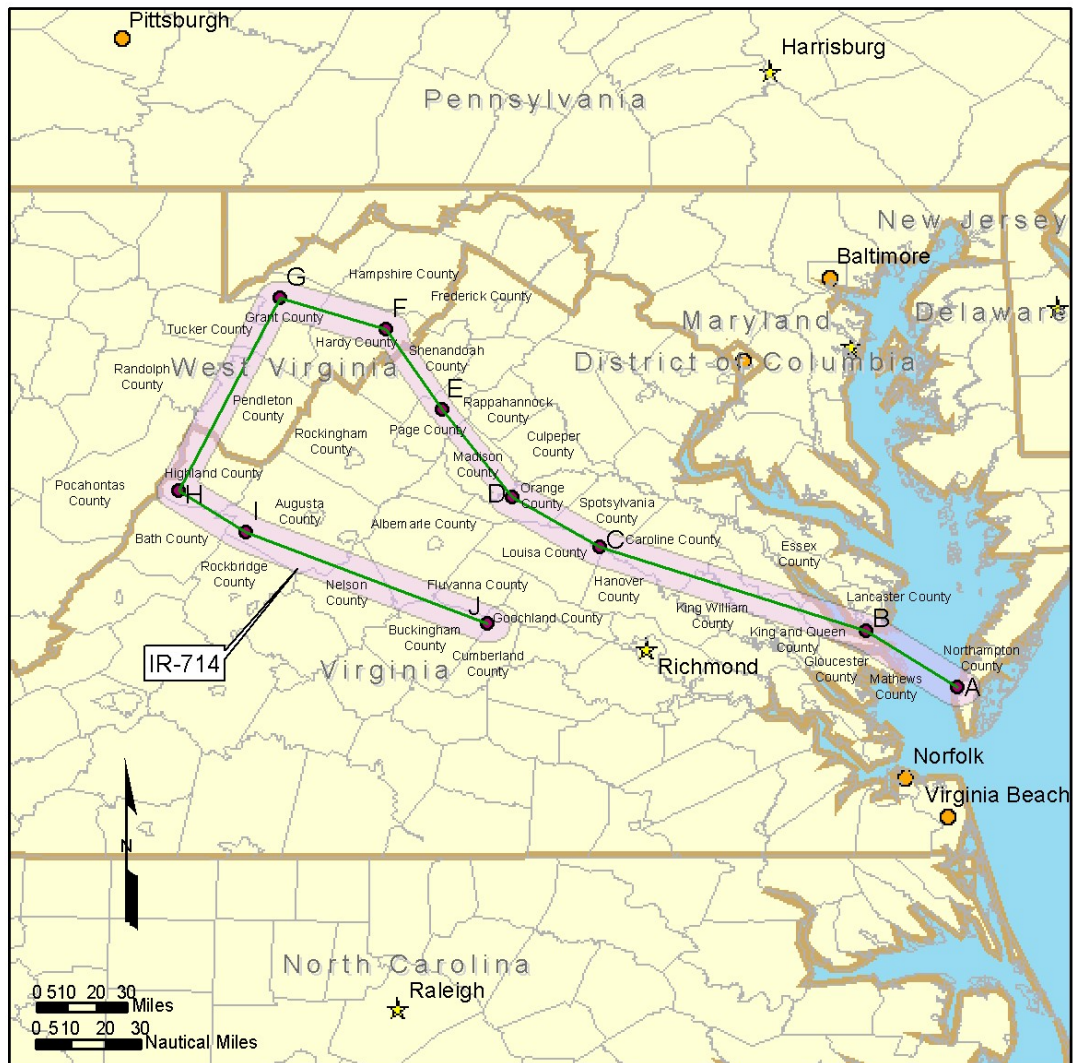 Pittsburgh
Harrisburg
Pennsylvania
New Jersey
Baltimore
G
Hampshire County
Frederick County
Grant County
F
Maryland
Delaware
Tucker County
Hardy County
Shenandoah
County
District of Columbia
West Virginia
Randolph
County
Pendleton
County
E
Rappahannock
County
Page County
Rockingham
County
Culpeper
County
Madison
County
Highland County
Pocahontas
County
H
D
Orange
County
Spotsylvania
County
Augusta
County
I
Albemarle County
Bath County
C
Caroline County
Louisa County
Essex
County
Rockbridge
County
Nelson
County
Fluvanna County
Hanover
County
Lancaster County
King William
County
B
J
Goochland County
Buckingham
County
King and Queen
County
Northampton
County
Gloucester
County
Cumberland
County
Mathews
County
A
IR-714
Virginia
Richmond
Norfolk
Virginia Beach
N
North Carolina
Raleigh
0 5 10 20 30
Miles
0 5 10 20 30
Nautical Miles